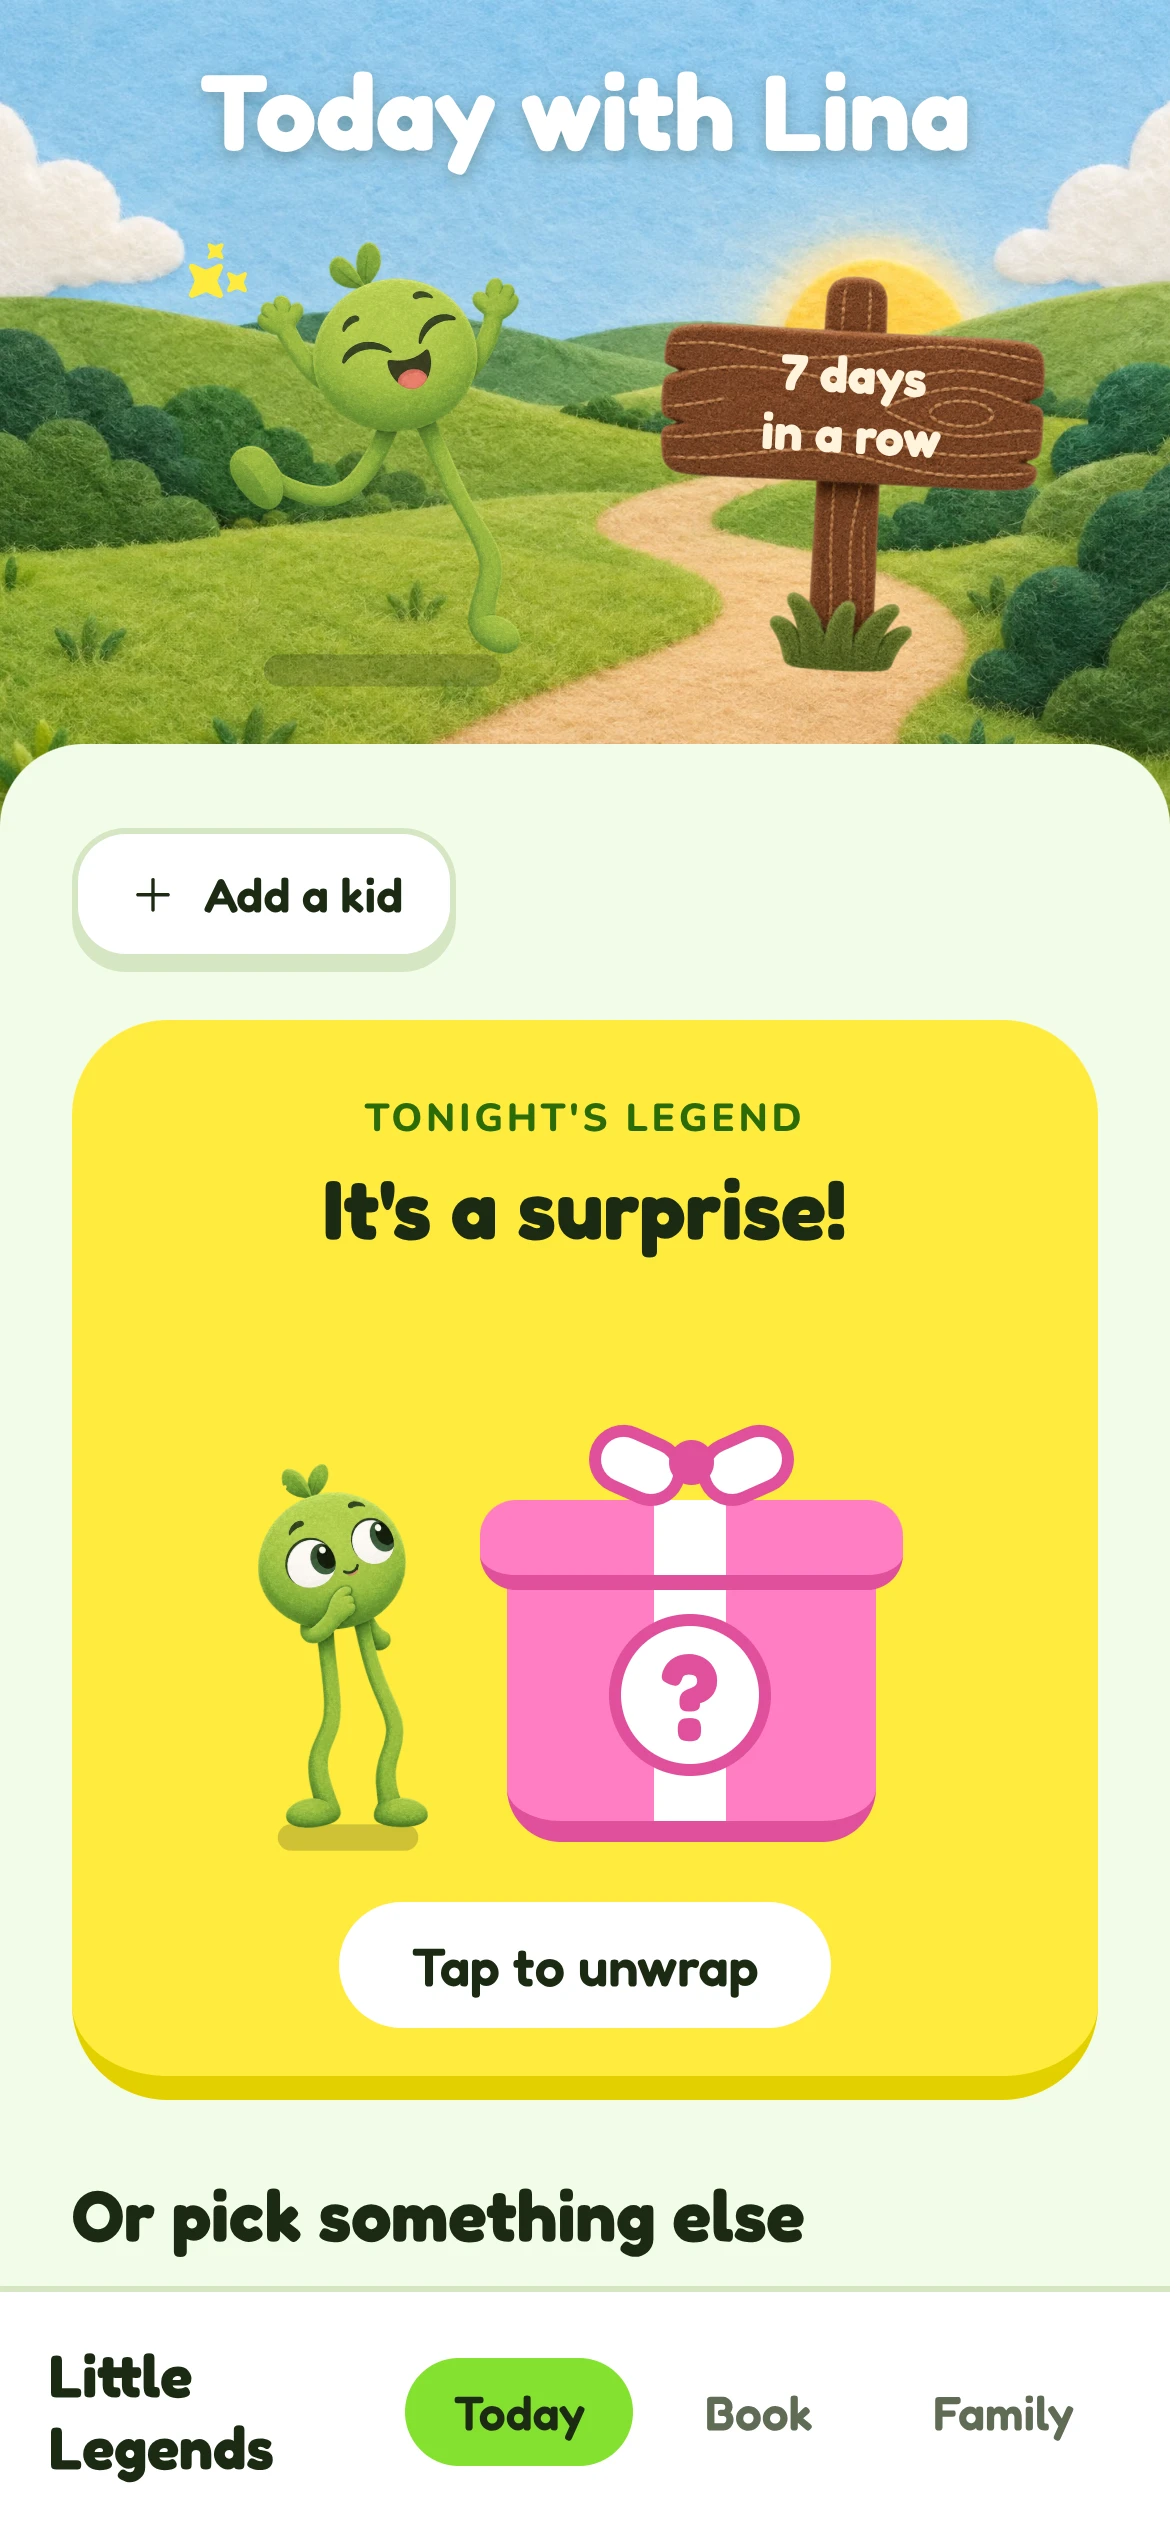 Today with Lina
7 days
in a row
Add a kid
TONIGHT'S LEGEND
It's a surprise!
?
Tap to unwrap
Or pick something else
Little
Legends
Today
Book
Family